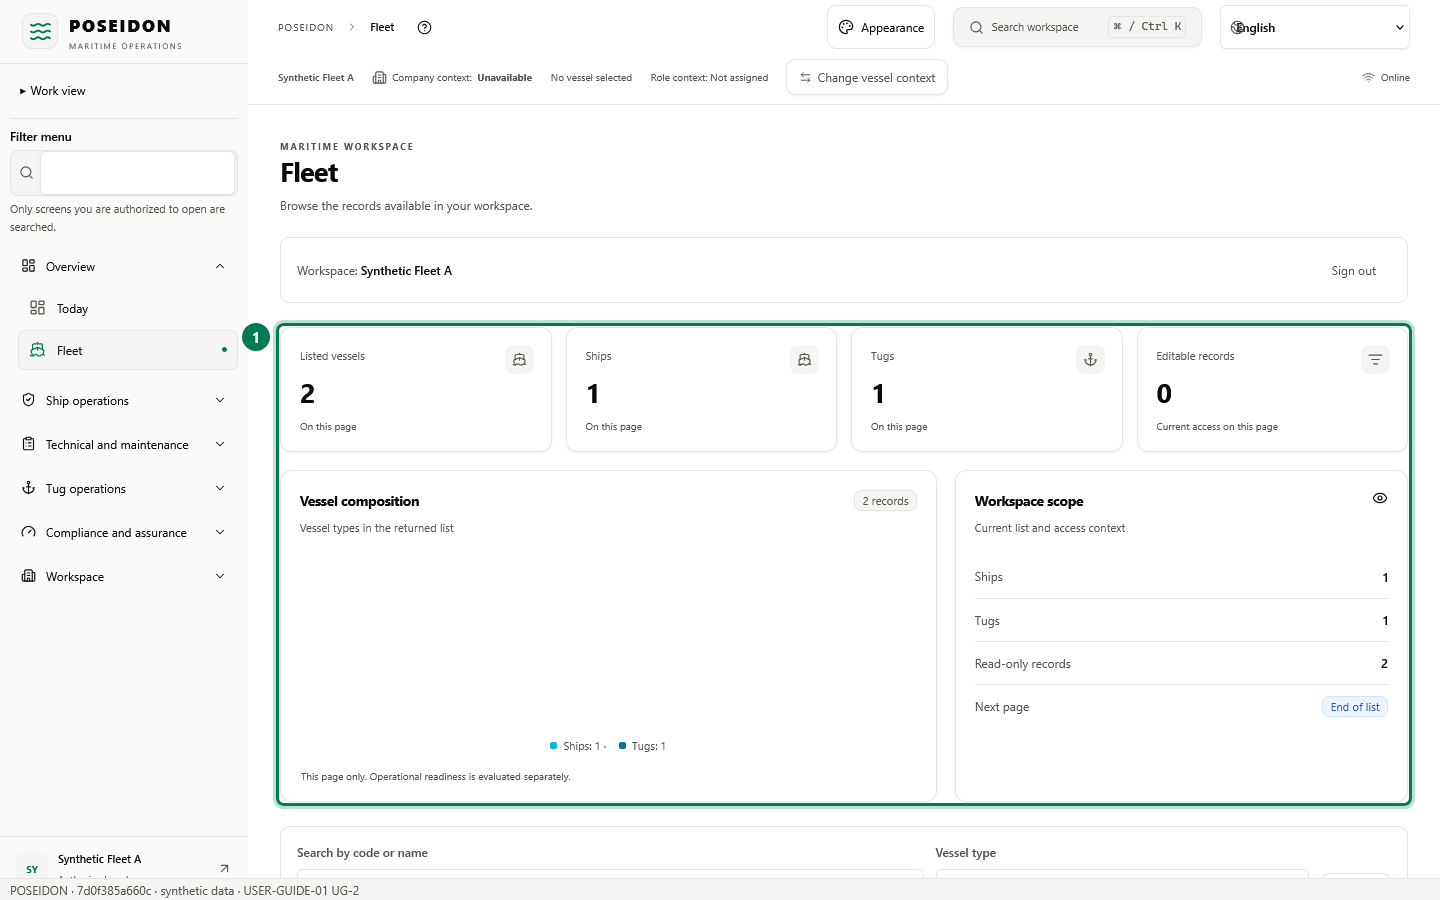 POSEIDON
MARITIME OPERATIONS
Work view
Filter menu
Only screens you are authorized to open are
searched.
Overview
Today
Fleet
Ship operations
Technical and maintenance
Tug operations
Compliance and assurance
Workspace
SY
Synthetic Fleet A
POSEIDON > Fleet
Appearance
Search workspace
⌘ / Ctrl K
English
Synthetic Fleet A
Company context: Unavailable
No vessel selected
Role context: Not assigned
Change vessel context
Online
MARITIME WORKSPACE
Fleet
Browse the records available in your workspace.
Workspace: Synthetic Fleet A
Sign out
1
Listed vessels
2
On this page
Ships
1
On this page
Tugs
1
On this page
Editable records
0
Current access on this page
Vessel composition
2 records
Vessel types in the returned list
Ships: 1 ·
Tugs: 1
This page only. Operational readiness is evaluated separately.
Workspace scope
Current list and access context
Ships 1
Tugs 1
Read-only records 2
Next page End of list
Search by code or name
Vessel type
POSEIDON · 7d0f385a660c · synthetic data · USER-GUIDE-01 UG-2